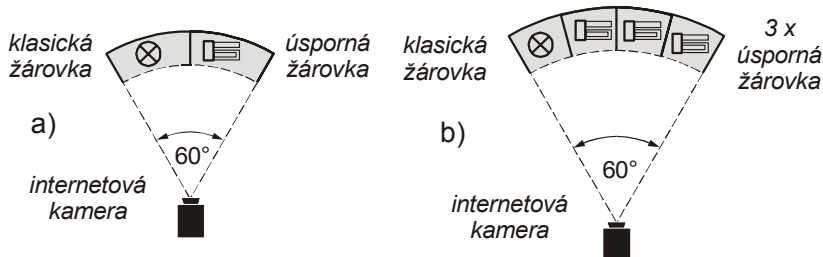 klasická
žárovka
úsporná
žárovka
a)
60°
internetová
kamera
klasická
žárovka
3 x
úsporná
žárovka
b)
60°
internetová
kamera